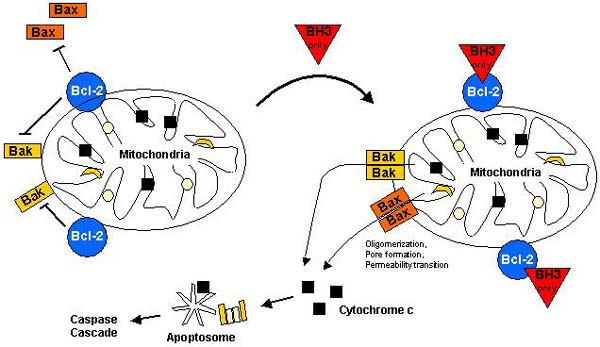 Bax
Bax
Bcl-2
Bak
Bak
Bcl-2
Mitochondria
BH3
only
BH3
only
Bcl-2
Bak
Bak
Mitochondria
Bax
Bax
Oligomerization,
Pore formation,
Permeability transition
Bcl-2
BH3
only
Cytochrome c
Apoptosome
Caspase
Cascade